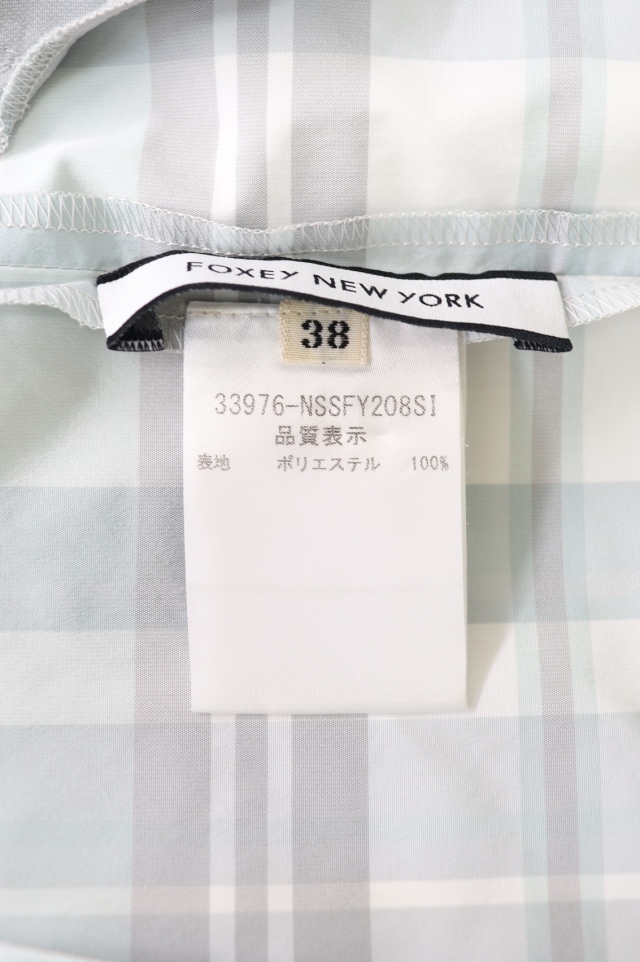 FOXEY NEW YORK
38
33976-NSSFY208SI
品質表示
表地 ポリエステル 100%